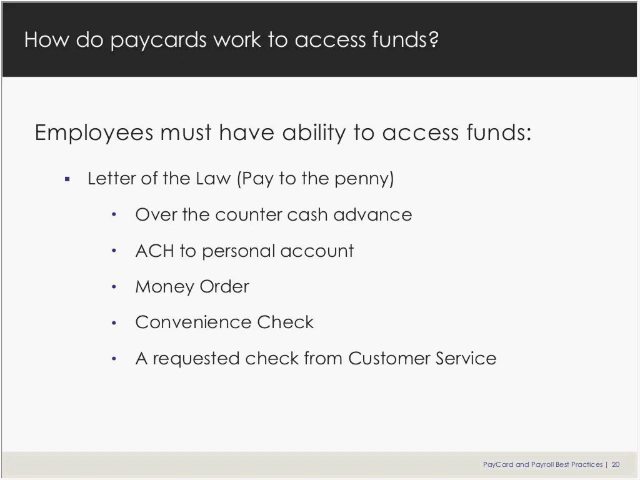 How do paycards work to access funds?
Employees must have ability to access funds:
▪ Letter of the Law (Pay to the penny)
• Over the counter cash advance
• ACH to personal account
• Money Order
• Convenience Check
• A requested check from Customer Service
PayCard and Payroll Best Practices | 20